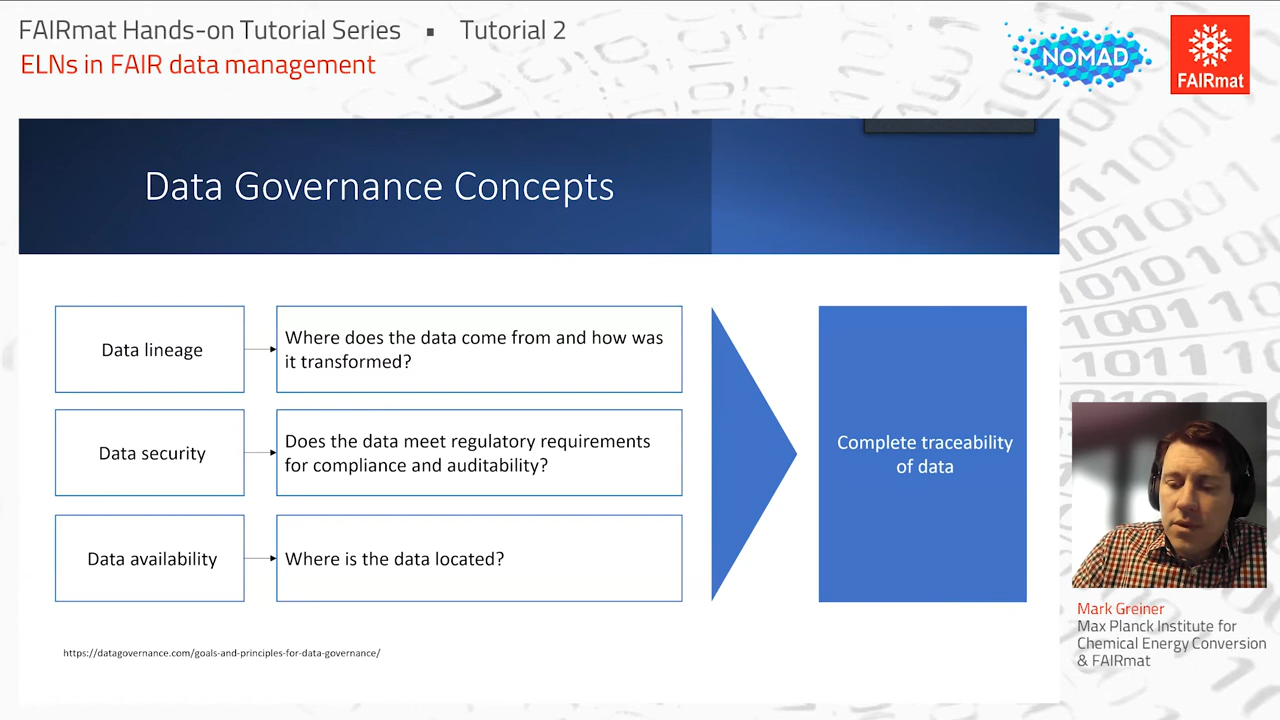 FAIRmat Hands-on Tutorial Series ▪ Tutorial 2
ELNs in FAIR data management
NOMAD
FAIRmat
Data Governance Concepts
Data lineage
Where does the data come from and how was
it transformed?
Data security
Does the data meet regulatory requirements
for compliance and auditability?
Data availability
Where is the data located?
Complete traceability
of data
https://datagovernance.com/goals-and-principles-for-data-governance/
Mark Greiner
Max Planck Institute for
Chemical Energy Conversion
& FAIRmat